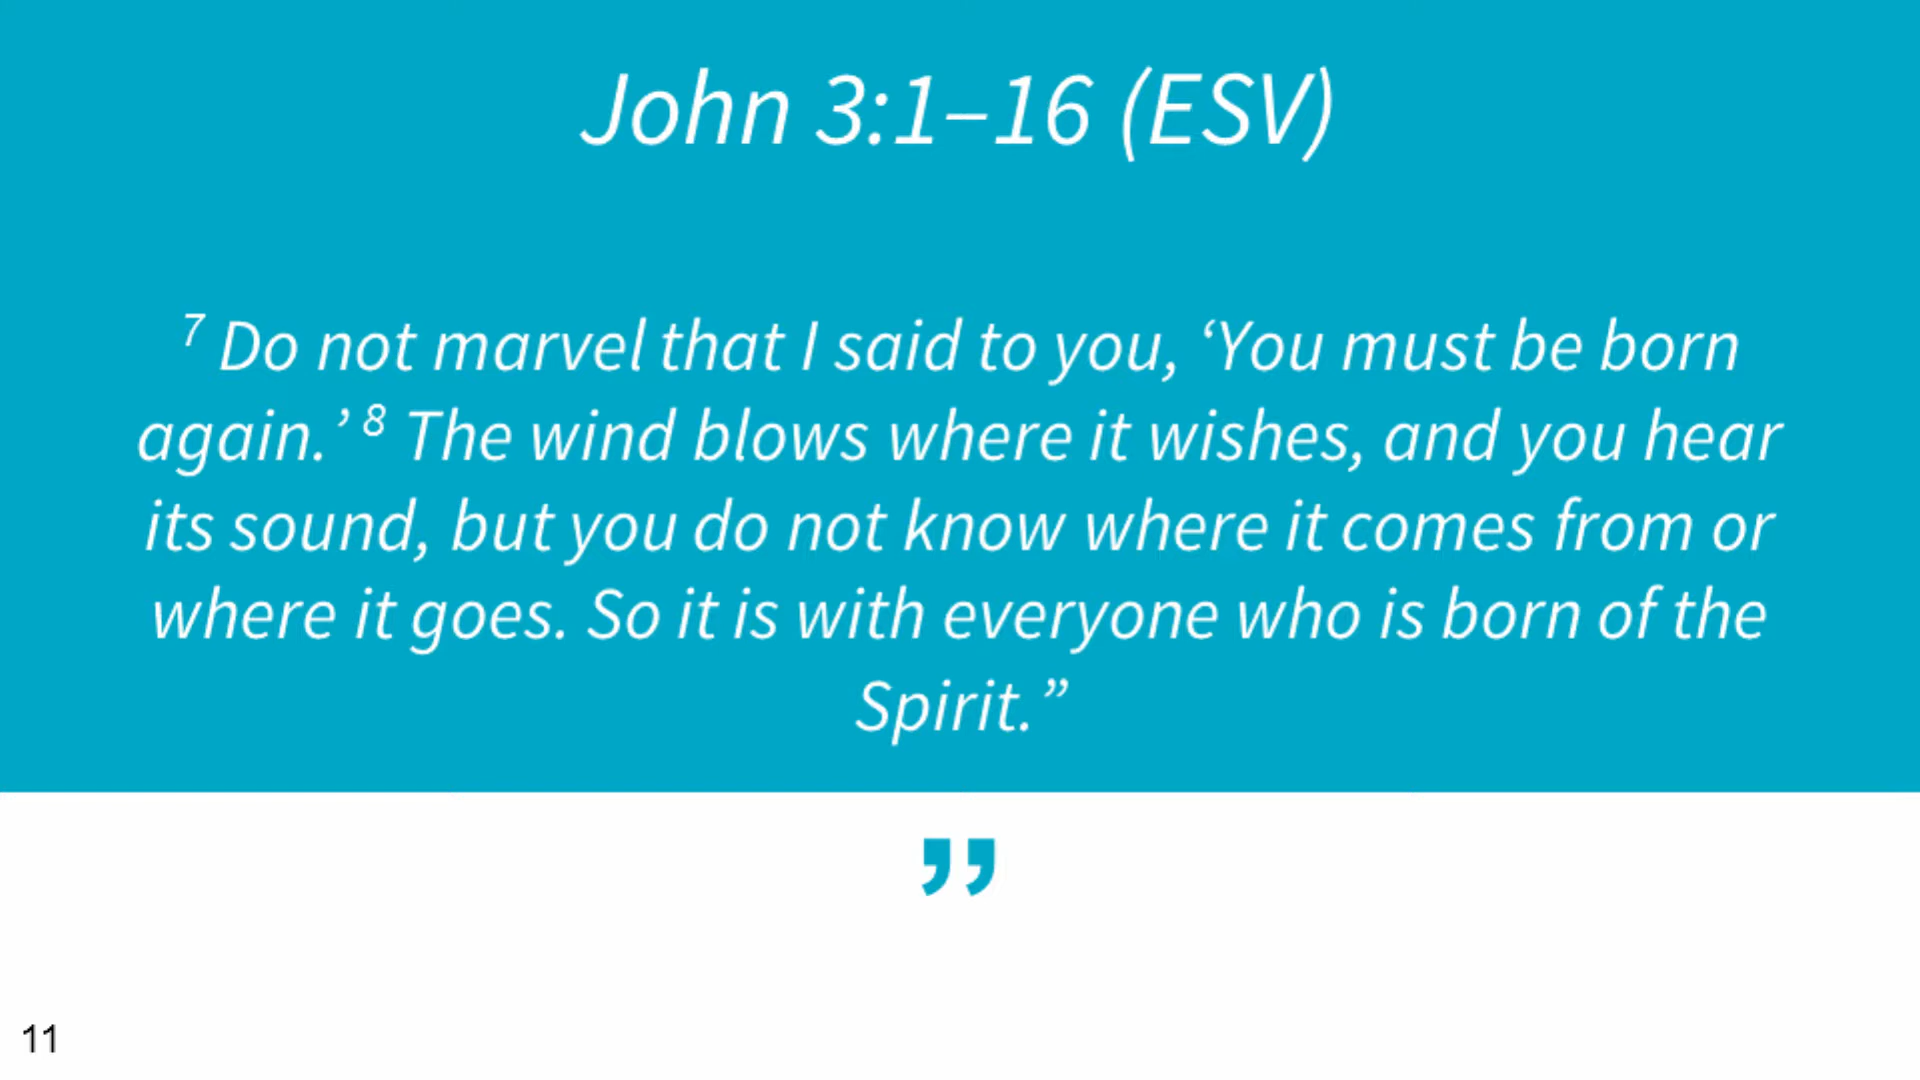 John 3:1–16 (ESV)
7 Do not marvel that I said to you, ‘You must be born
again.’ 8 The wind blows where it wishes, and you hear
its sound, but you do not know where it comes from or
where it goes. So it is with everyone who is born of the
Spirit.”
”
11